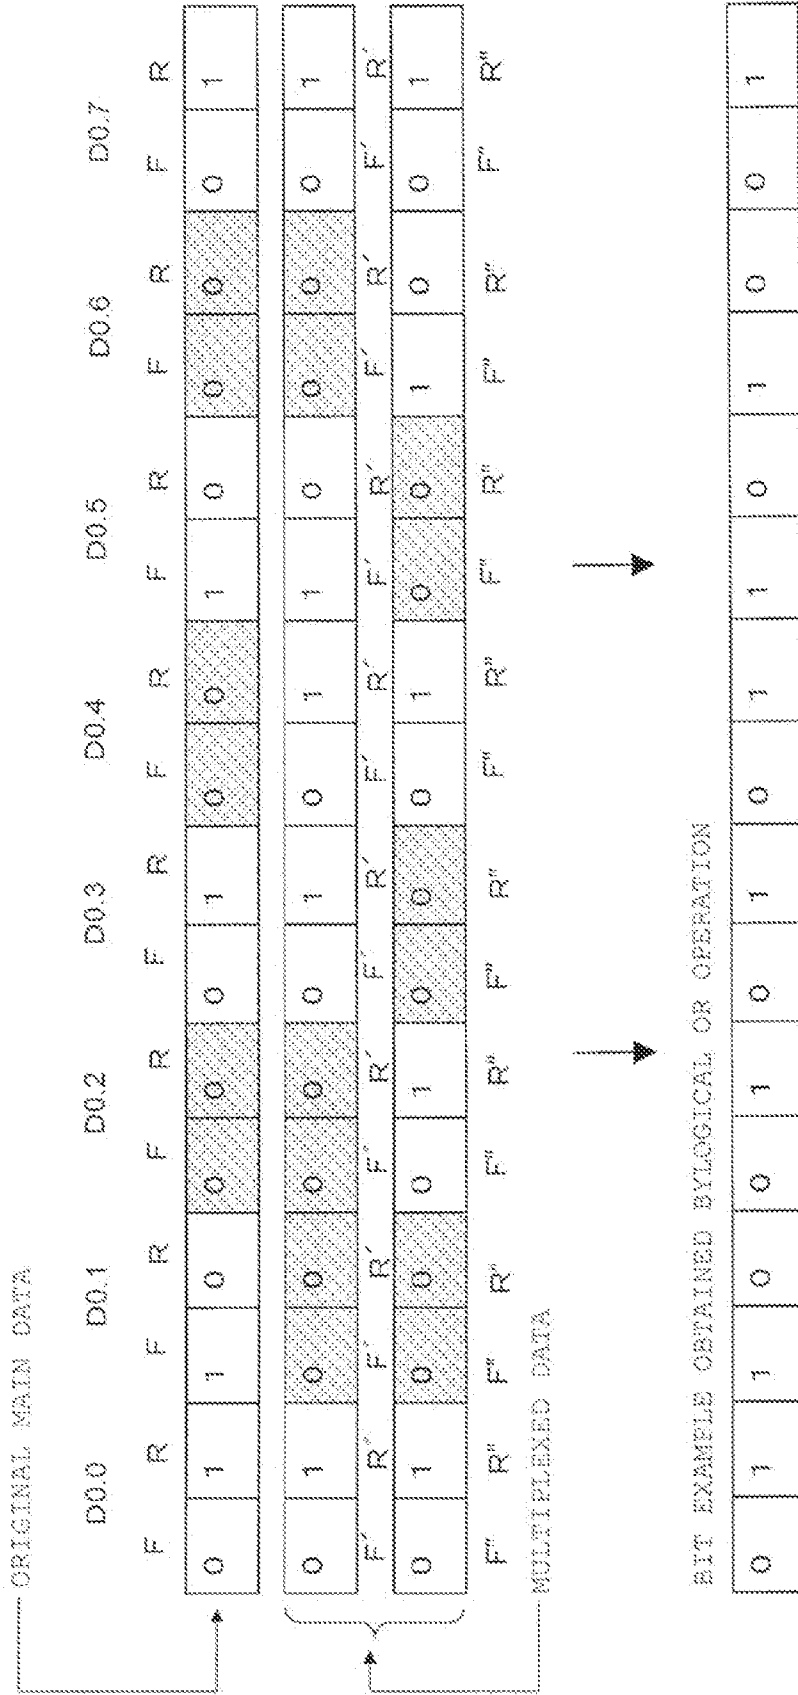 ORIGINAL MAIN DATA
D0.0 D0.1 D0.2 D0.3 D0.4 D0.5 D0.6 D0.7
F R F R F R F R F R F R F R F R
0 1 1 0 0 0 0 1 0 0 1 0 0 0 0 1
0 1 0 0 0 0 0 1 0 1 1 0 0 0 0 1
F′ R′ F′ R′ F′ R′ F′ R′ F′ R′ F′ R′ F′ R′ F′ R′
0 1 0 0 0 1 0 0 0 1 0 0 1 0 0 1
F" R" F" R" F" R" F" R" F" R" F" R" F" R" F" R"
MULTIPLEXED DATA
BIT EXAMPLE OBTAINED BYLOGICAL OR OPERATION
0 1 1 0 0 1 0 1 0 1 1 0 1 0 0 1